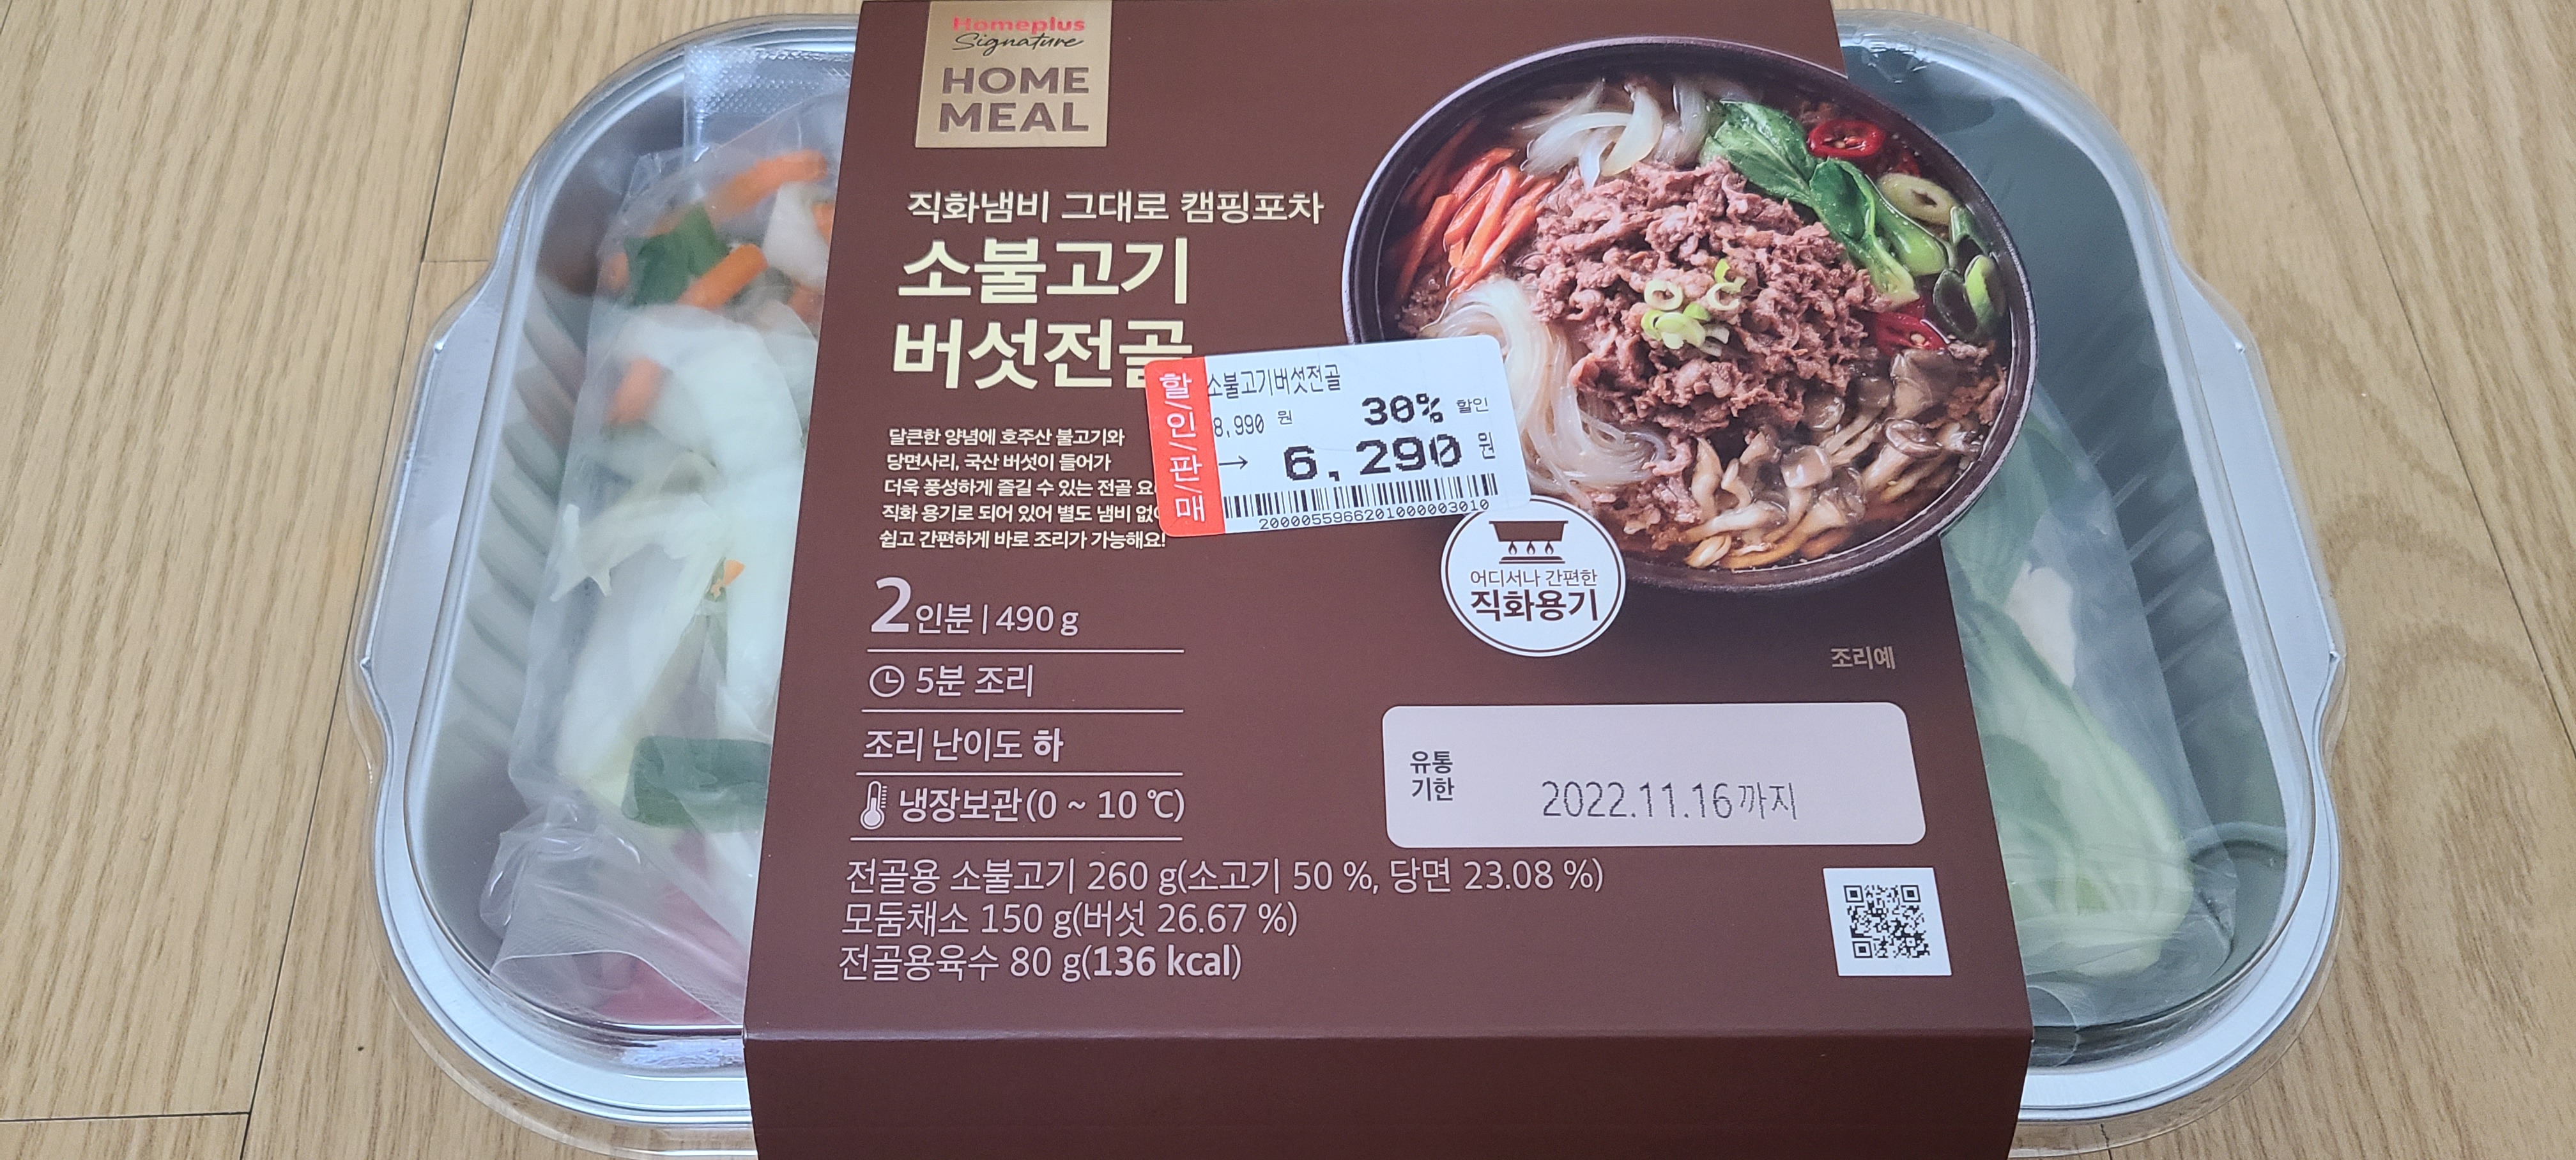 Homeplus
Signature
HOME
MEAL
직화냄비 그대로 캠핑포차
소불고기
버섯전골
달큰한 양념에 호주산 불고기와
당면사리, 국산 버섯이 들어가
더욱 풍성하게 즐길 수 있는 전골
직화 용기로 되어 있어 별도 냄비
쉽고 간편하게 바로 조리가 가능해요!
할/인/판/매
소불고기버섯전골
8,990 원 30% 할인
→ 6,290 원
2000055966201000003010
어디서나 간편한
직화용기
조리예
2인분 | 490 g
5분 조리
조리 난이도 하
냉장보관(0 ~ 10 ℃)
유통
기한
2022.11.16까지
전골용 소불고기 260 g(소고기 50 %, 당면 23.08 %)
모둠채소 150 g(버섯 26.67 %)
전골용육수 80 g(136 kcal)